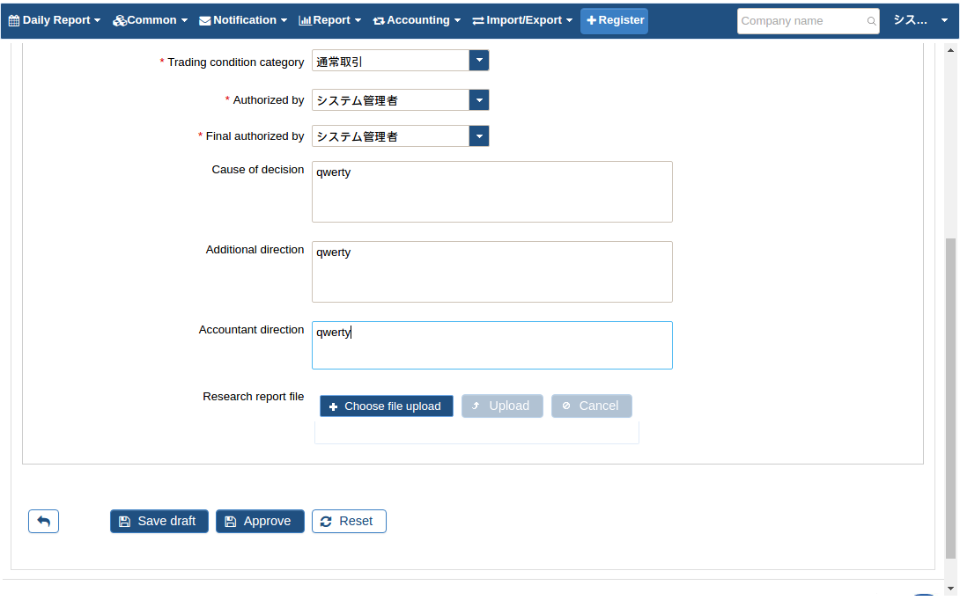 Daily Report Common Notification Report Accounting Import/Export Register Company name シス...
* Trading condition category 通常取引
* Authorized by システム管理者
* Final authorized by システム管理者
Cause of decision qwerty
Additional direction qwerty
Accountant direction qwerty
Research report file Choose file upload Upload Cancel
Save draft Approve Reset